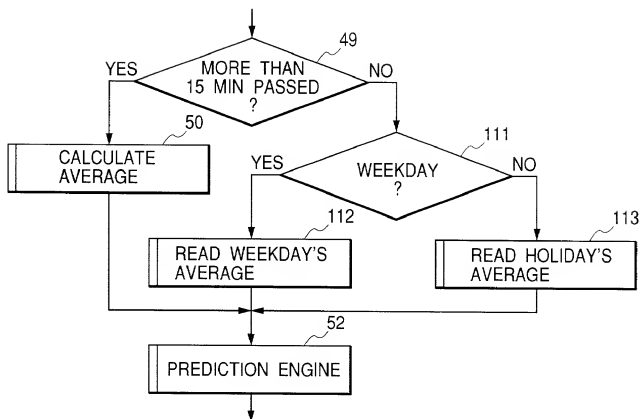 49
MORE THAN
15 MIN PASSED
?
YES
NO
50
CALCULATE
AVERAGE
111
WEEKDAY
?
YES
NO
112
READ WEEKDAY'S
AVERAGE
113
READ HOLIDAY'S
AVERAGE
52
PREDICTION ENGINE